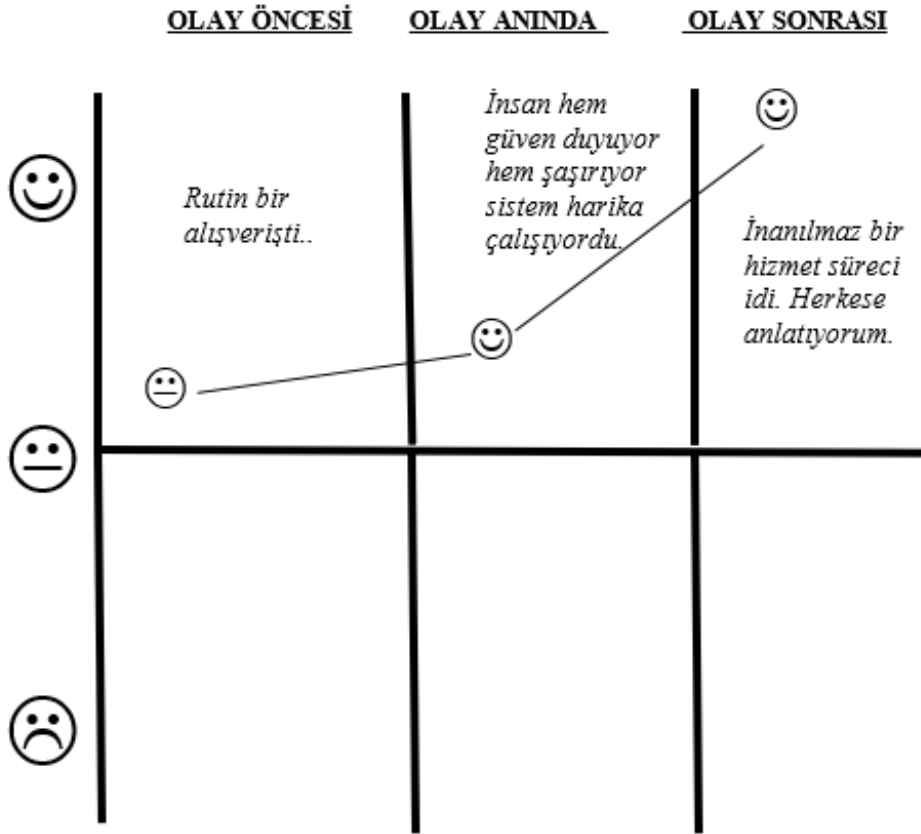 OLAY ÖNCESİ
OLAY ANINDA
OLAY SONRASI
Rutin bir
alışverişti..
İnsan hem
güven duyuyor
hem şaşırıyor
sistem harika
çalışıyordu.
İnanılmaz bir
hizmet süreci
idi. Herkese
anlatıyorum.